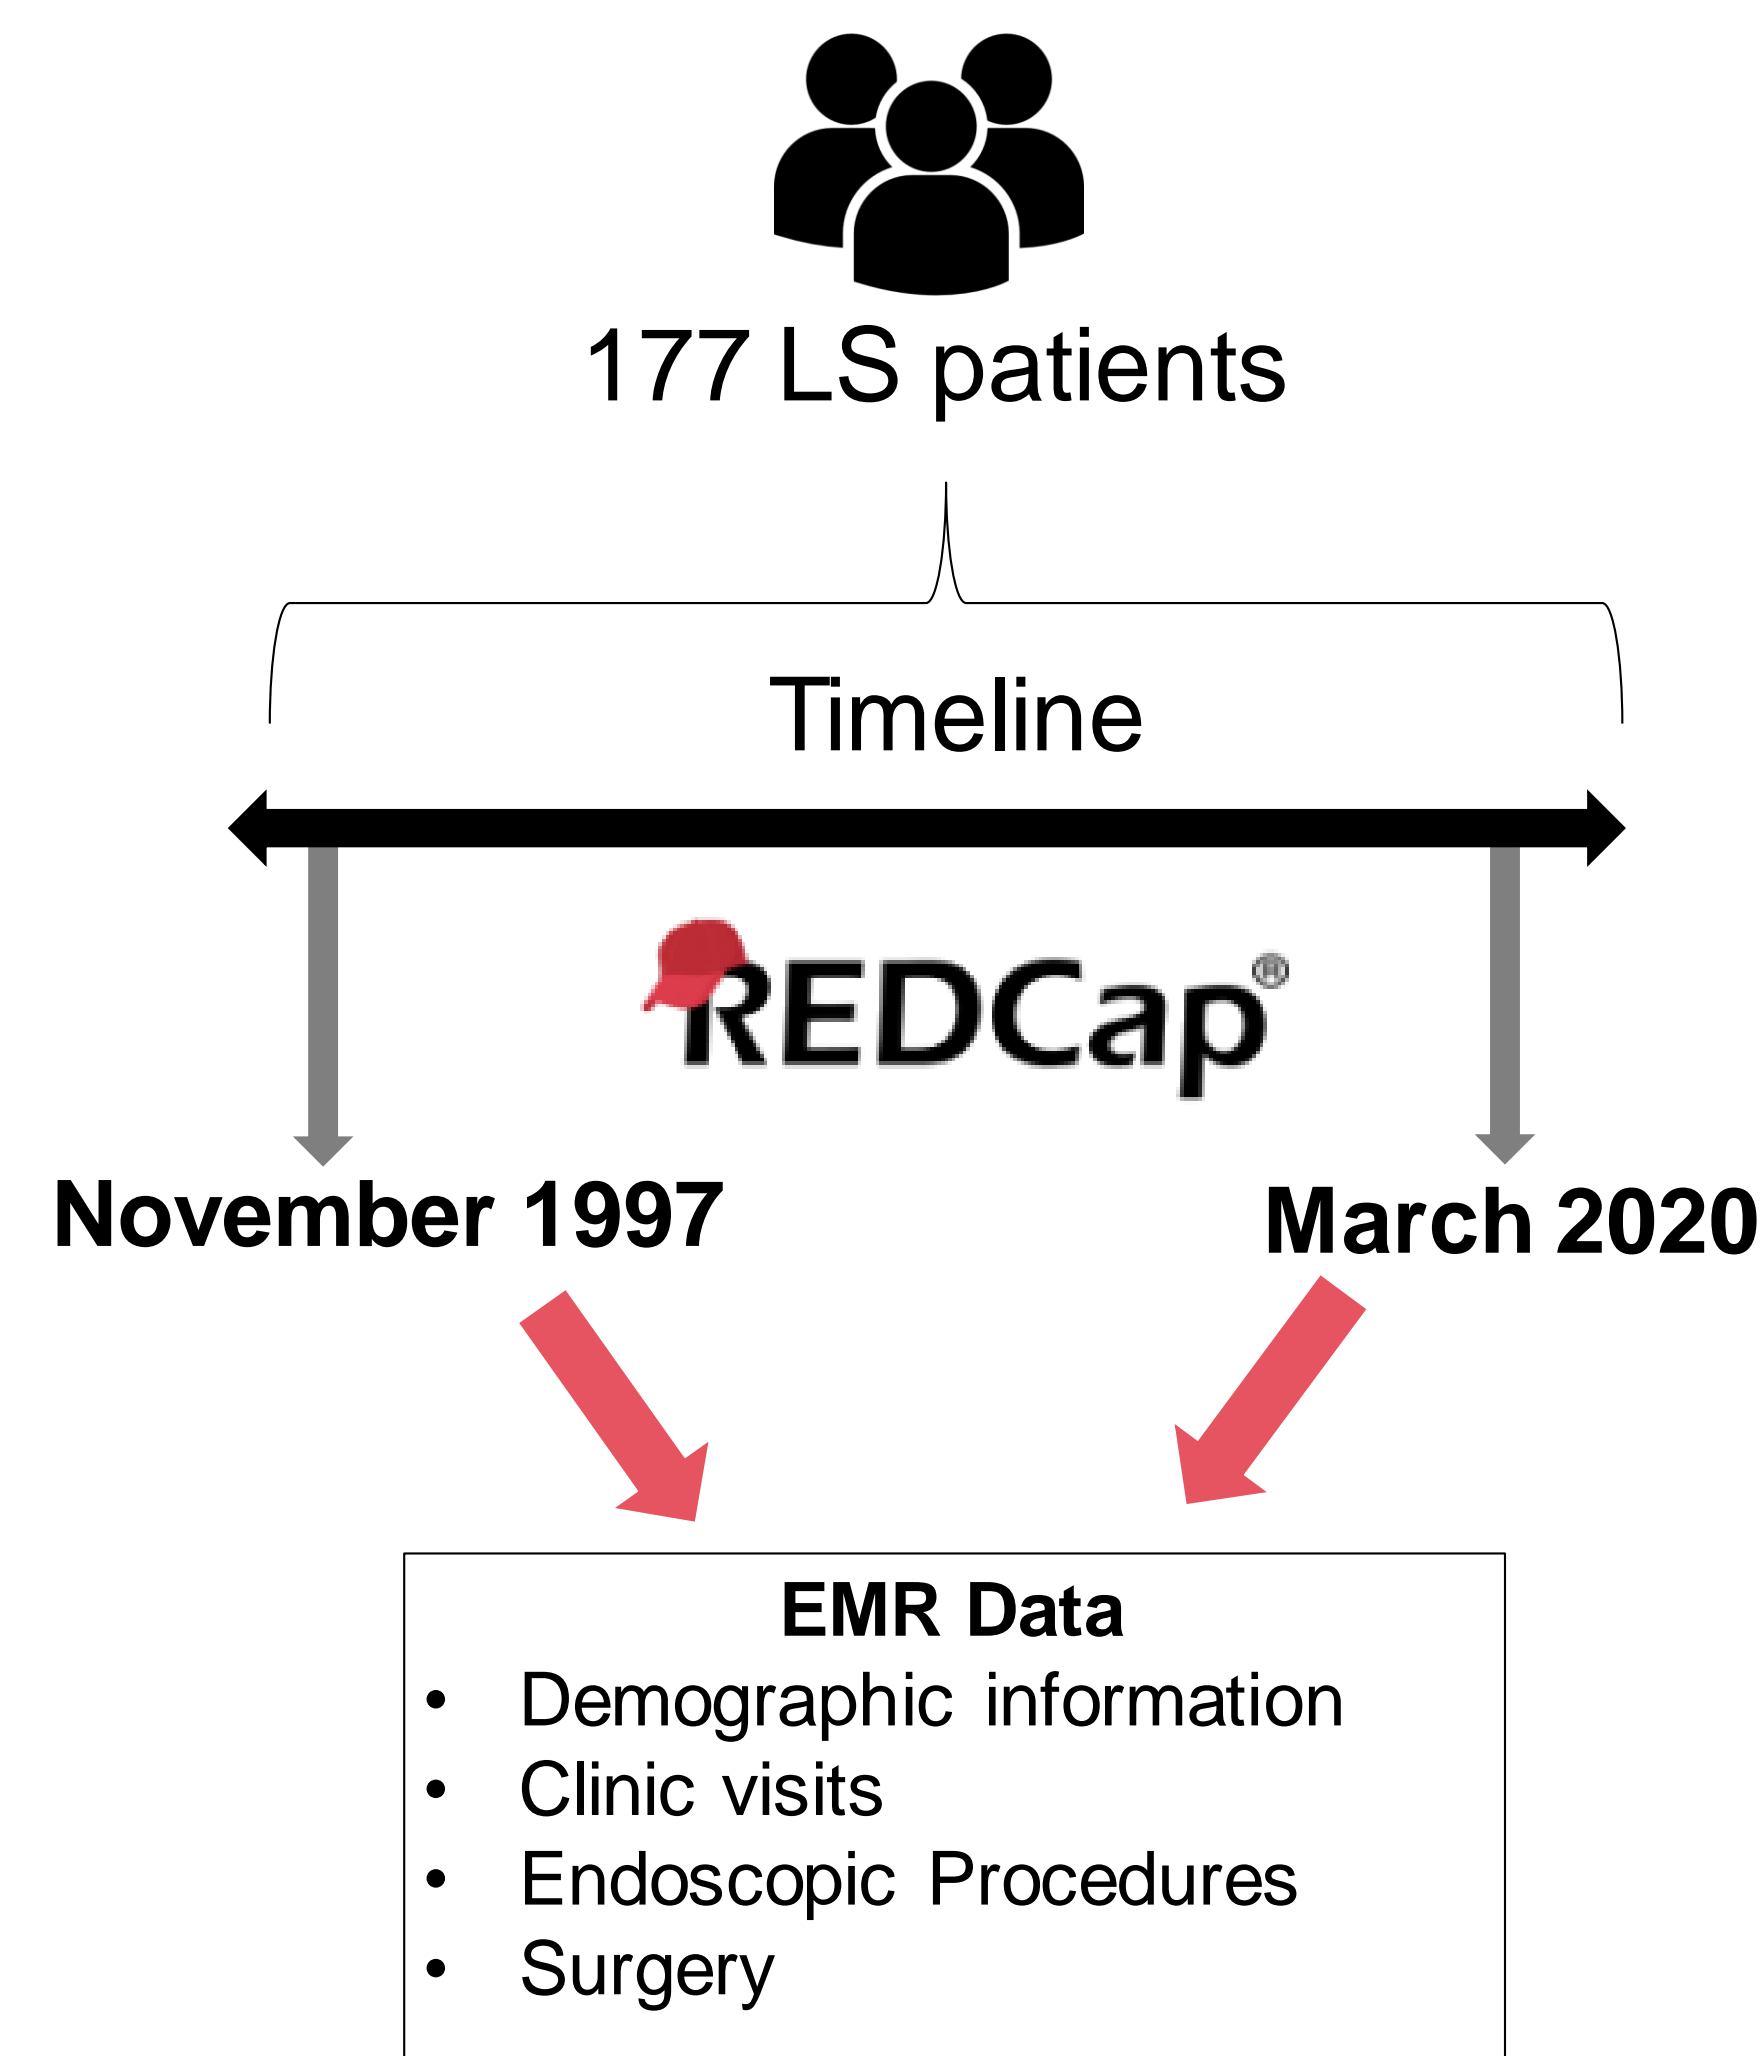 177 LS patients
Timeline
REDCap®
November 1997
March 2020
EMR Data
• Demographic information
• Clinic visits
• Endoscopic Procedures
• Surgery